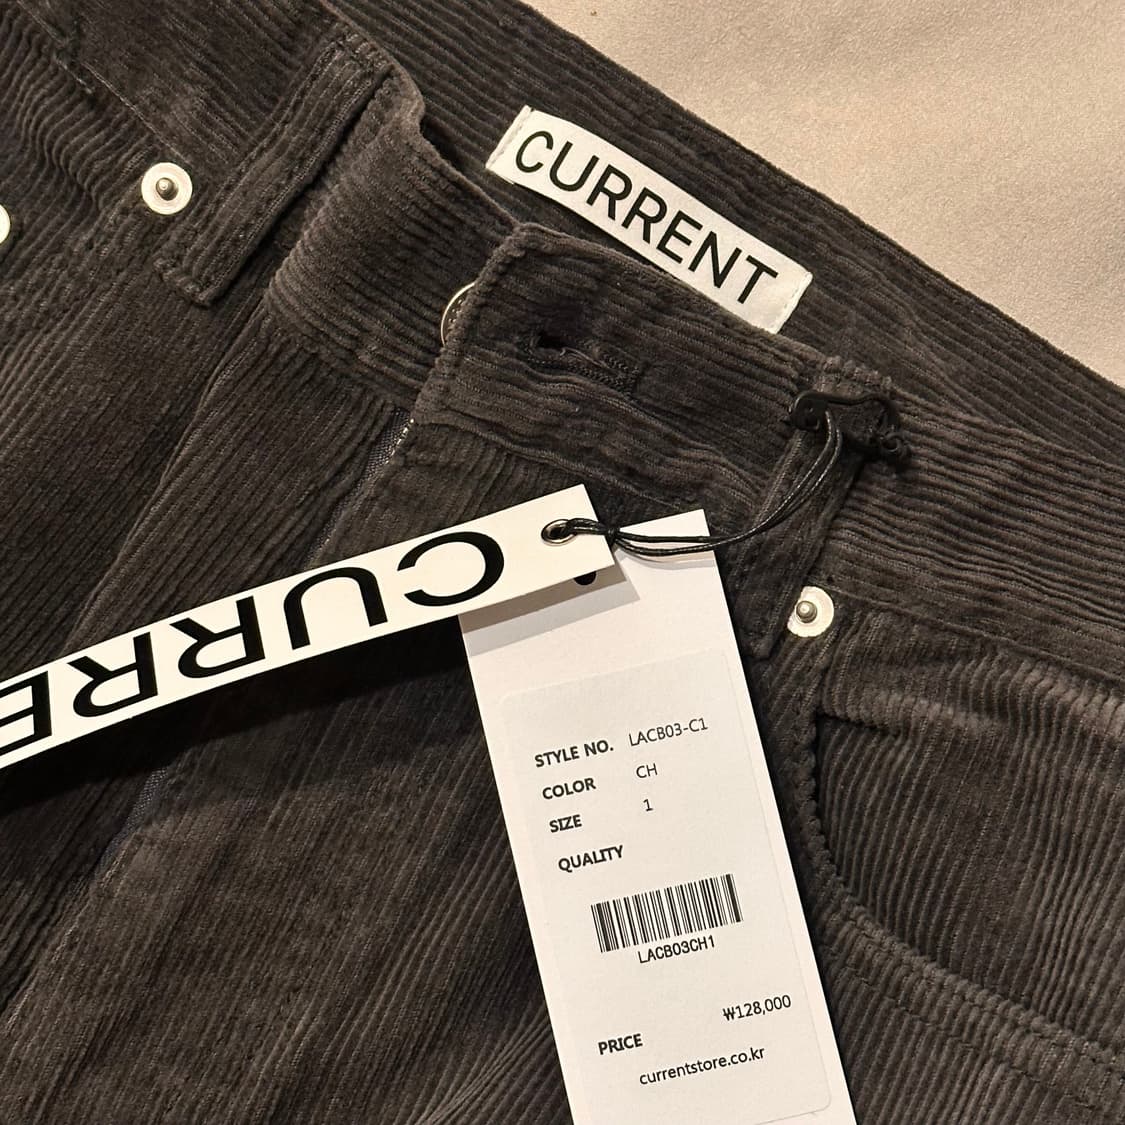 CURRENT
CURRE
STYLE NO. LACB03-C1
COLOR CH
SIZE 1
QUALITY
LACB03CH1
₩128,000
PRICE
currentstore.co.kr